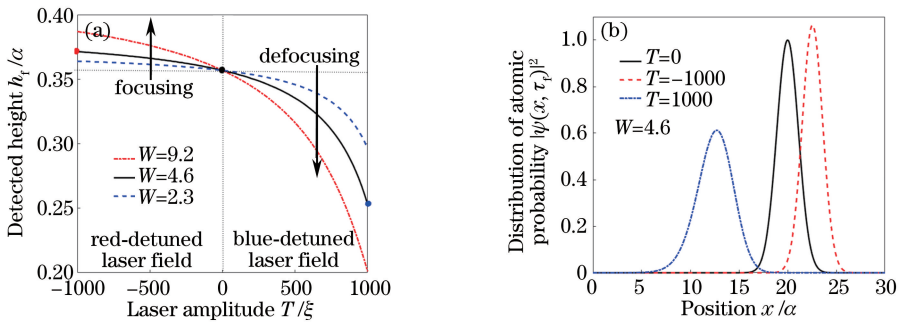 0.40
0.35
0.30
0.25
0.20
Detected height h_f/α
(a)
focusing
defocusing
W=9.2
W=4.6
W=2.3
red-detuned
laser field
blue-detuned
laser field
−1000
−500
0
500
1000
Laser amplitude T/ξ
Distribution of atomic
probability |ψ(x, τ_f)|²
1.0
0.8
0.6
0.4
0.2
0
(b)
T=0
T=−1000
T=1000
W=4.6
0
5
10
15
20
25
30
Position x/α